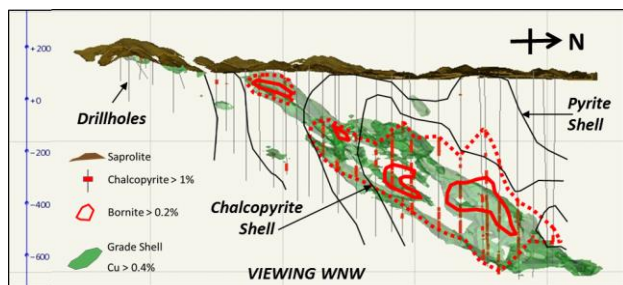 +200
N
+0
Drillholes
Pyrite
Shell
-200
Saprolite
Chalcopyrite > 1%
Bornite > 0.2%
-400
Chalcopyrite
Shell
Grade Shell
Cu > 0.4%
-600
VIEWING WNW